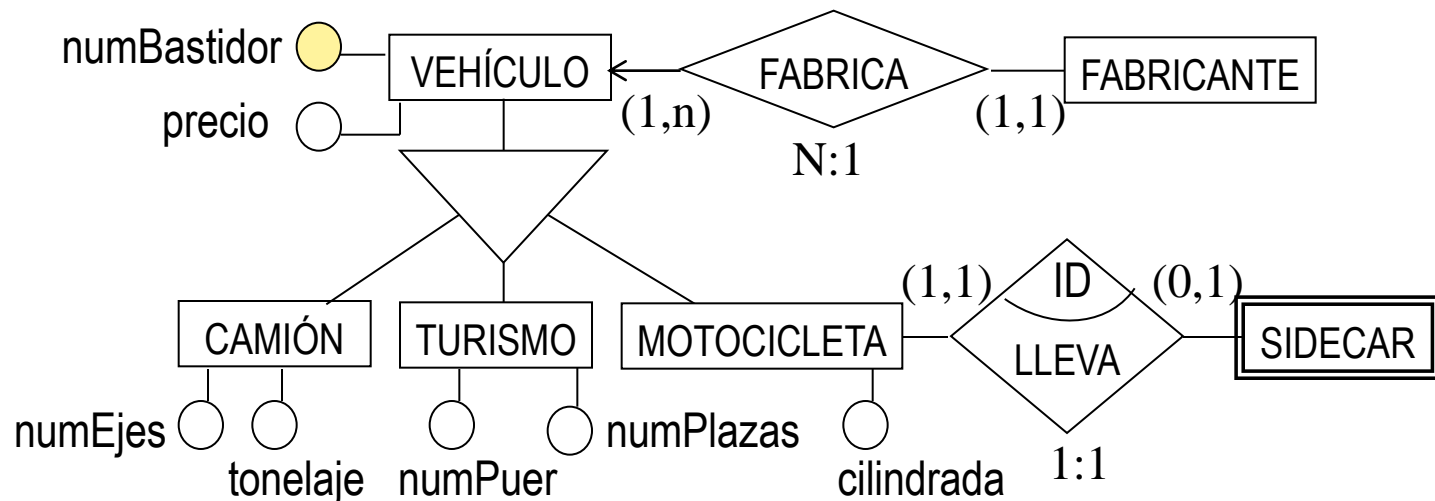 numBastidor
VEHÍCULO
FABRICA
FABRICANTE
precio
(1,n)
(1,1)
N:1
(1,1)
ID
(0,1)
CAMIÓN
TURISMO
MOTOCICLETA
LLEVA
SIDECAR
numEjes
numPlazas
tonelaje
numPuer
cilindrada
1:1